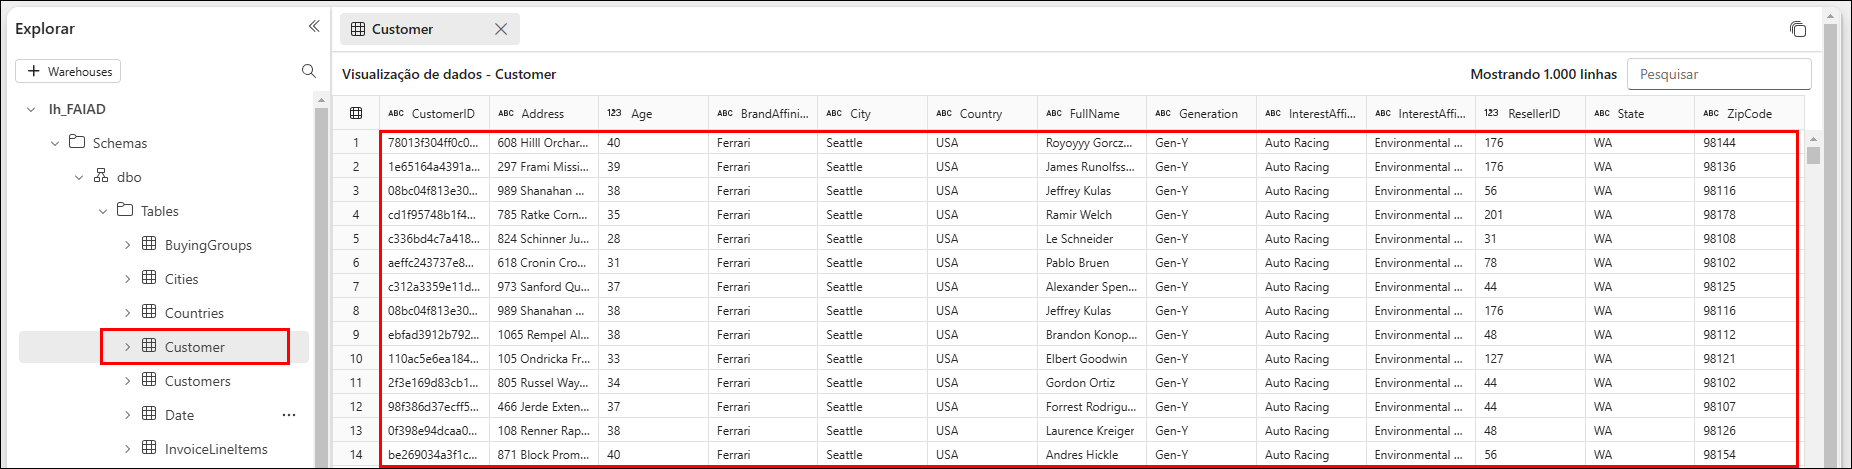 Explorar
+ Warehouses
lh_FAIAD
Schemas
dbo
Tables
BuyingGroups
Cities
Countries
Customer
Customers
Date ...
InvoiceLineItems
Customer
Visualização de dados - Customer
Mostrando 1.000 linhas
Pesquisar
ABC CustomerID ABC Address 123 Age ABC BrandAffini... ABC City ABC Country ABC FullName ABC Generation ABC InterestAffi... ABC InterestAffi... 123 ResellerID ABC State ABC ZipCode
1 78013f304ff0c0... 608 Hilll Orchar... 40 Ferrari Seattle USA Royoyyy Gorcz... Gen-Y Auto Racing Environmental ... 176 WA 98144
2 1e65164a4391a... 297 Frami Missi... 39 Ferrari Seattle USA James Runolfss... Gen-Y Auto Racing Environmental ... 176 WA 98136
3 08bc04f813e30... 989 Shanahan ... 38 Ferrari Seattle USA Jeffrey Kulas Gen-Y Auto Racing Environmental ... 56 WA 98116
4 cd1f95748b1f4... 785 Ratke Corn... 35 Ferrari Seattle USA Ramir Welch Gen-Y Auto Racing Environmental ... 201 WA 98178
5 c336bd4c7a418... 824 Schinner Ju... 28 Ferrari Seattle USA Le Schneider Gen-Y Auto Racing Environmental ... 31 WA 98108
6 aeffc243737e8... 618 Cronin Cro... 31 Ferrari Seattle USA Pablo Bruen Gen-Y Auto Racing Environmental ... 78 WA 98102
7 c312a3359e11d... 973 Sanford Qu... 37 Ferrari Seattle USA Alexander Spen... Gen-Y Auto Racing Environmental ... 44 WA 98125
8 08bc04f813e30... 989 Shanahan ... 38 Ferrari Seattle USA Jeffrey Kulas Gen-Y Auto Racing Environmental ... 176 WA 98116
9 ebfad3912b792... 1065 Rempel Al... 38 Ferrari Seattle USA Brandon Konop... Gen-Y Auto Racing Environmental ... 48 WA 98112
10 110ac5e6ea184... 105 Ondricka Fr... 33 Ferrari Seattle USA Elbert Goodwin Gen-Y Auto Racing Environmental ... 127 WA 98121
11 2f3e169d83cb1... 805 Russel Way... 34 Ferrari Seattle USA Gordon Ortiz Gen-Y Auto Racing Environmental ... 44 WA 98102
12 98f386d37ecff5... 466 Jerde Exten... 37 Ferrari Seattle USA Forrest Rodrigu... Gen-Y Auto Racing Environmental ... 44 WA 98107
13 0f398e94dcaa0... 108 Renner Rap... 38 Ferrari Seattle USA Laurence Kreiger Gen-Y Auto Racing Environmental ... 48 WA 98126
14 be269034a3f1c... 871 Block Prom... 40 Ferrari Seattle USA Andres Hickle Gen-Y Auto Racing Environmental ... 56 WA 98154